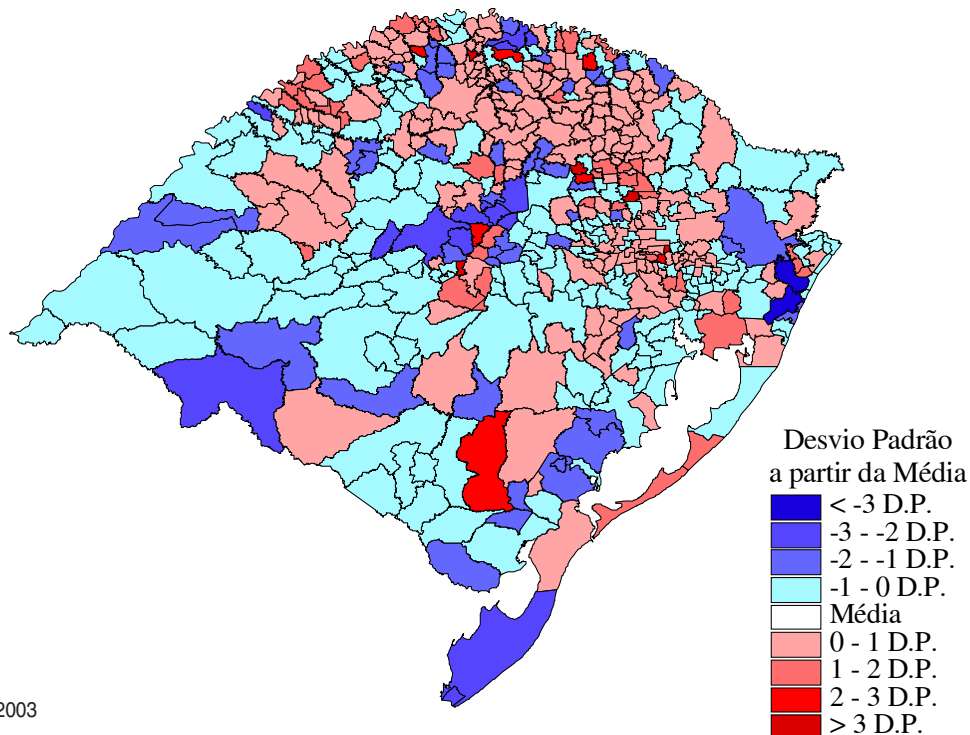 Desvio Padrão
a partir da Média
< -3 D.P.
-3 - -2 D.P.
-2 - -1 D.P.
-1 - 0 D.P.
Média
0 - 1 D.P.
1 - 2 D.P.
2 - 3 D.P.
> 3 D.P.
2003